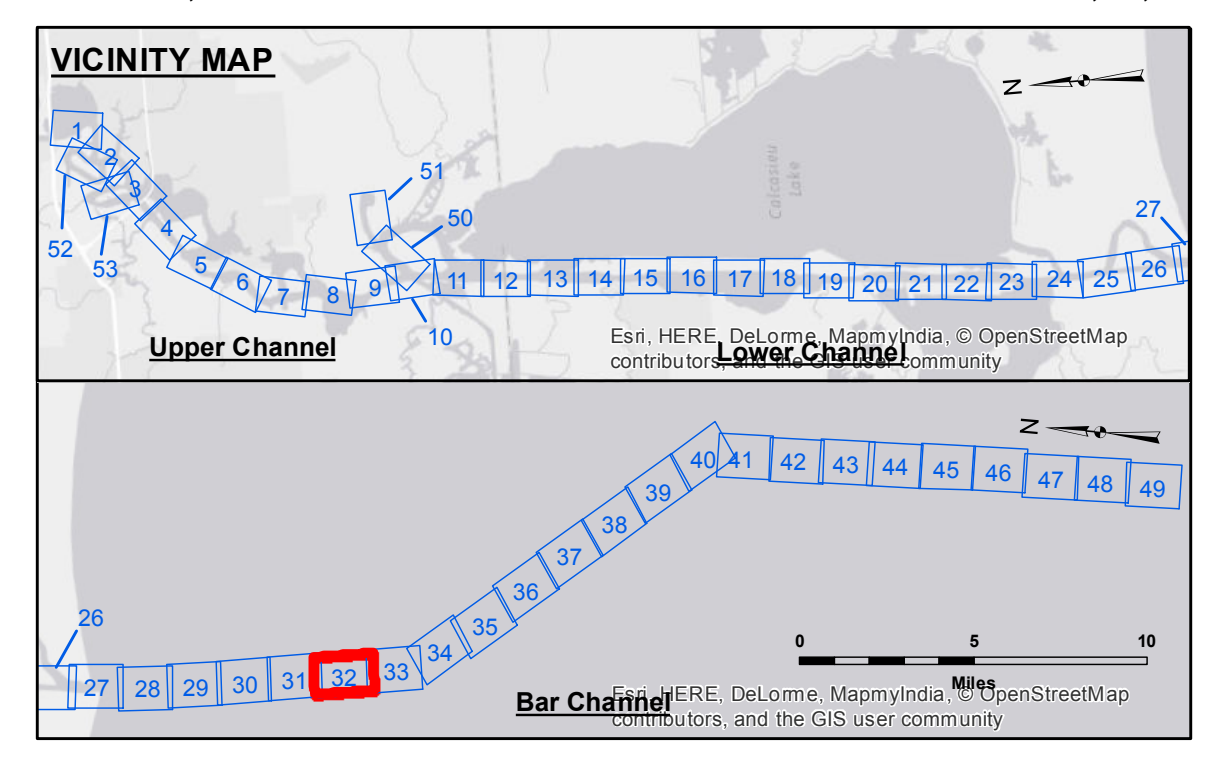 VICINITY MAP
N
1
2
3
52
53
4
5
6
7
8
9
10
51
50
11 12 13 14 15 16 17 18 19 20 21 22 23 24 25 26
27
Calcasieu
Lake
Upper Channel
Lower Channel
Esri, HERE, DeLorme, MapmyIndia, © OpenStreetMap
contributors, and the GIS user community
N
40 41 42 43 44 45 46 47 48 49
39
38
37
36
35
34
26
27 28 29 30 31 32 33
0 5 10
Miles
Bar Channel
Esri, HERE, DeLorme, MapmyIndia, © OpenStreetMap
contributors, and the GIS user community